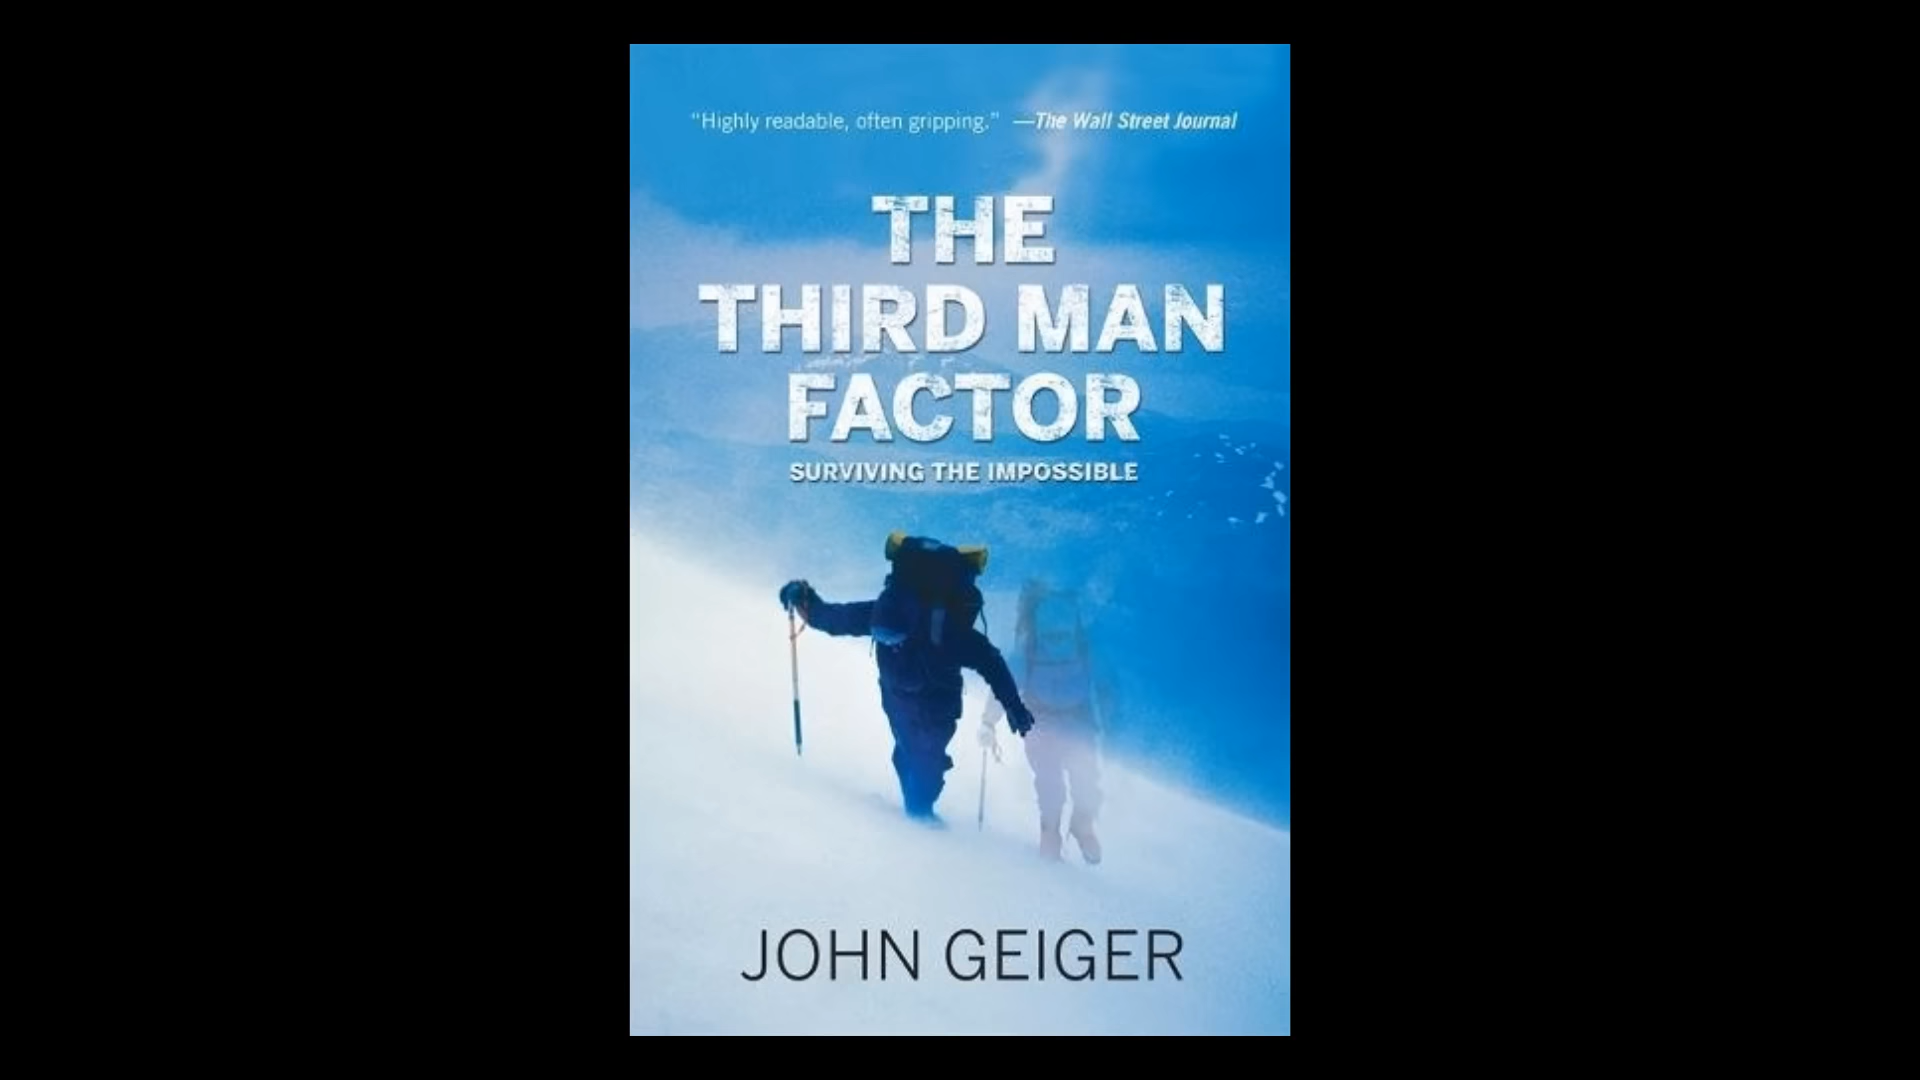 “Highly readable, often gripping.” —The Wall Street Journal
THE
THIRD MAN
FACTOR
SURVIVING THE IMPOSSIBLE
JOHN GEIGER